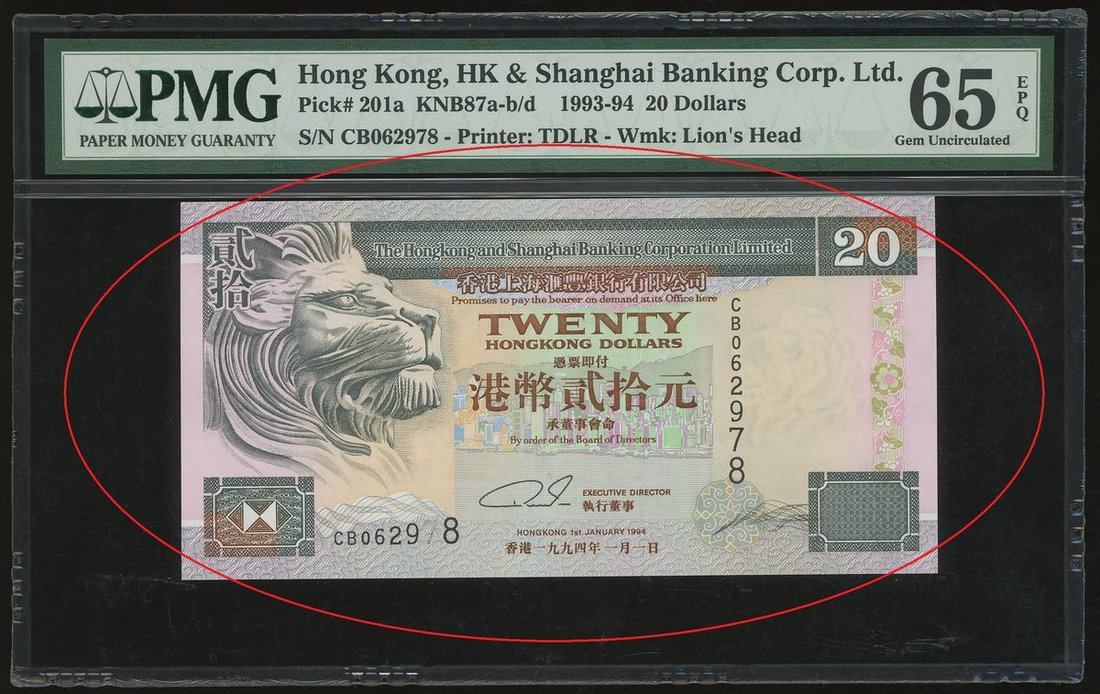 PMG
PAPER MONEY GUARANTY
Hong Kong, HK & Shanghai Banking Corp. Ltd.
Pick# 201a KNB87a-b/d 1993-94 20 Dollars
S/N CB062978 - Printer: TDLR - Wmk: Lion's Head
65
EPQ
Gem Uncirculated
貳拾
The Hongkong and Shanghai Banking Corporation Limited
20
香港上海滙豐銀行有限公司
Promises to pay the bearer on demand at its Office here
TWENTY
HONGKONG DOLLARS
憑票即付
港幣貳拾元
承董事會命
By order of the Board of Directors
CB062978
EXECUTIVE DIRECTOR
執行董事
HONGKONG 1st JANUARY 1994
香港一九九四年一月一日
CB0629/8